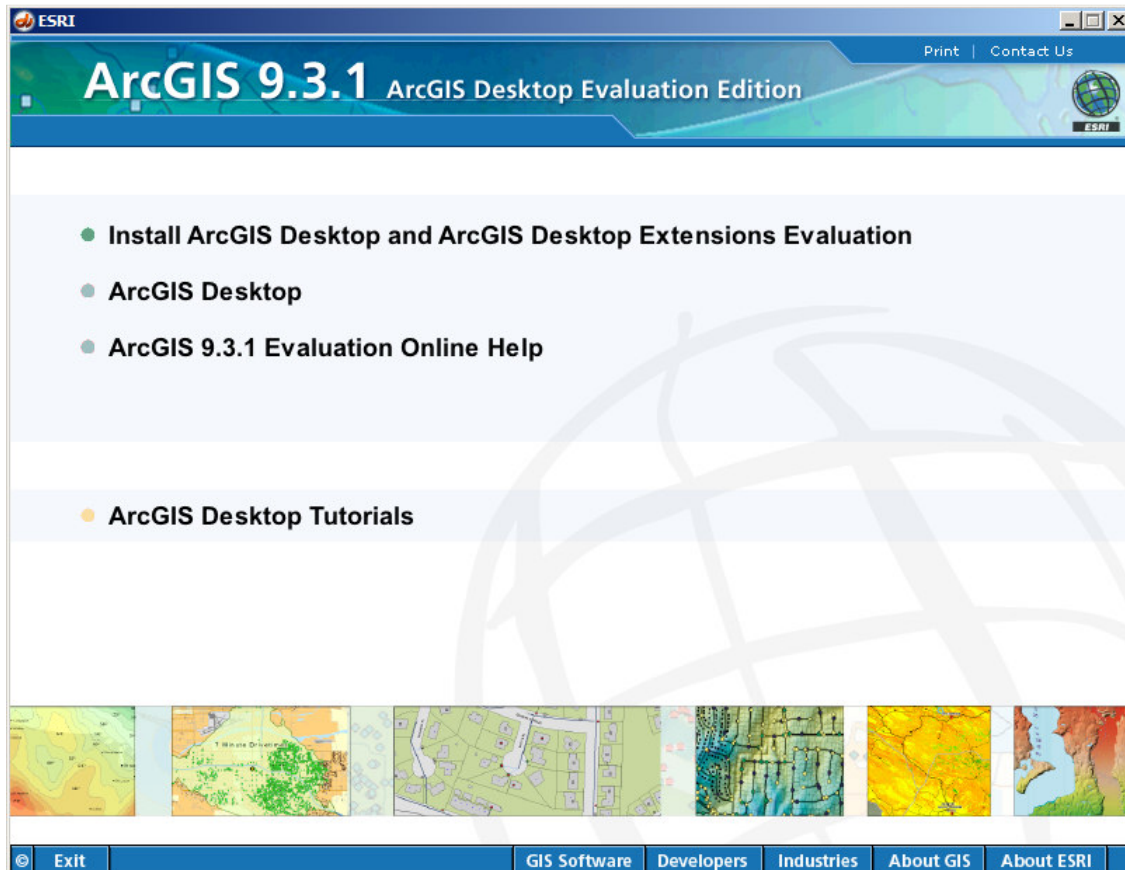 ESRI
Print | Contact Us
ArcGIS 9.3.1 ArcGIS Desktop Evaluation Edition
ESRI
Install ArcGIS Desktop and ArcGIS Desktop Extensions Evaluation
ArcGIS Desktop
ArcGIS 9.3.1 Evaluation Online Help
ArcGIS Desktop Tutorials
7 Minute Drivetime
© Exit GIS Software Developers Industries About GIS About ESRI